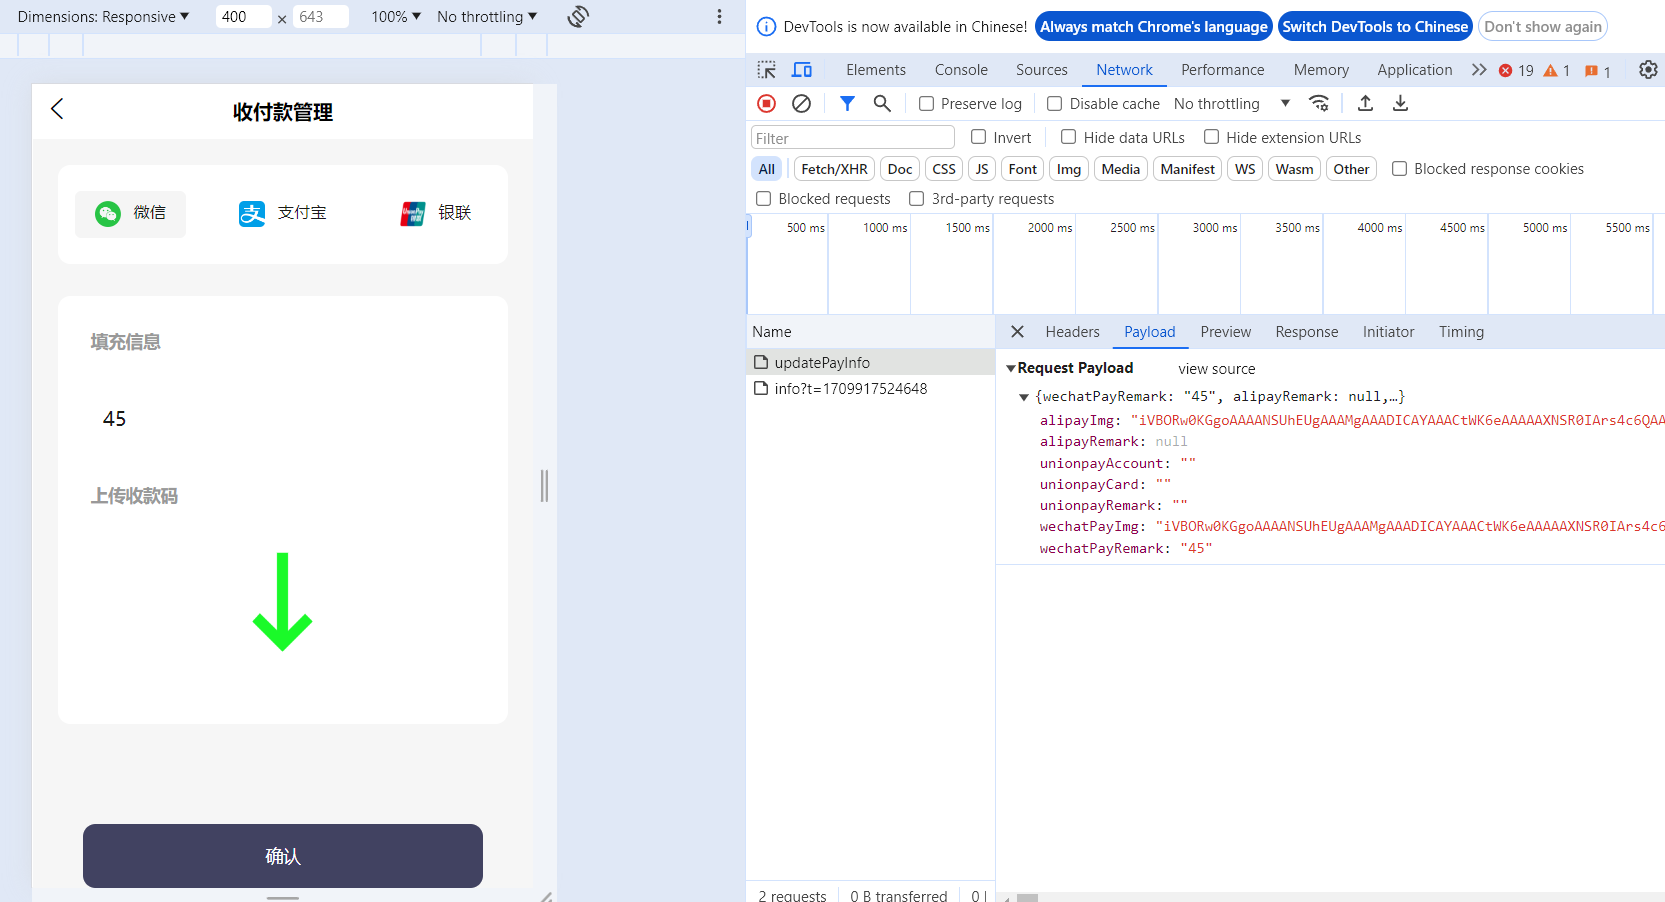 Dimensions: Responsive ▼ 400 × 643 100% ▼ No throttling ▼
收付款管理
微信 支付宝 银联
填充信息
45
上传收款码
确认
DevTools is now available in Chinese! Always match Chrome's language Switch DevTools to Chinese Don't show again
Elements Console Sources Network Performance Memory Application 19 1 1
Preserve log Disable cache No throttling ▼
Filter Invert Hide data URLs Hide extension URLs
All Fetch/XHR Doc CSS JS Font Img Media Manifest WS Wasm Other Blocked response cookies
Blocked requests 3rd-party requests
500 ms 1000 ms 1500 ms 2000 ms 2500 ms 3000 ms 3500 ms 4000 ms 4500 ms 5000 ms 5500 ms
Name
updatePayInfo
info?t=1709917524648
2 requests 0 B transferred 0
Headers Payload Preview Response Initiator Timing
▼Request Payload view source
▼ {wechatPayRemark: "45", alipayRemark: null,…}
alipayImg: "iVBORw0KGgoAAAANSUhEUgAAAMgAAADICAYAAACtWK6eAAAAAXNSR0IArs4c6QAA
alipayRemark: null
unionpayAccount: ""
unionpayCard: ""
unionpayRemark: ""
wechatPayImg: "iVBORw0KGgoAAAANSUhEUgAAAMgAAADICAYAAACtWK6eAAAAAXNSR0IArs4c6
wechatPayRemark: "45"